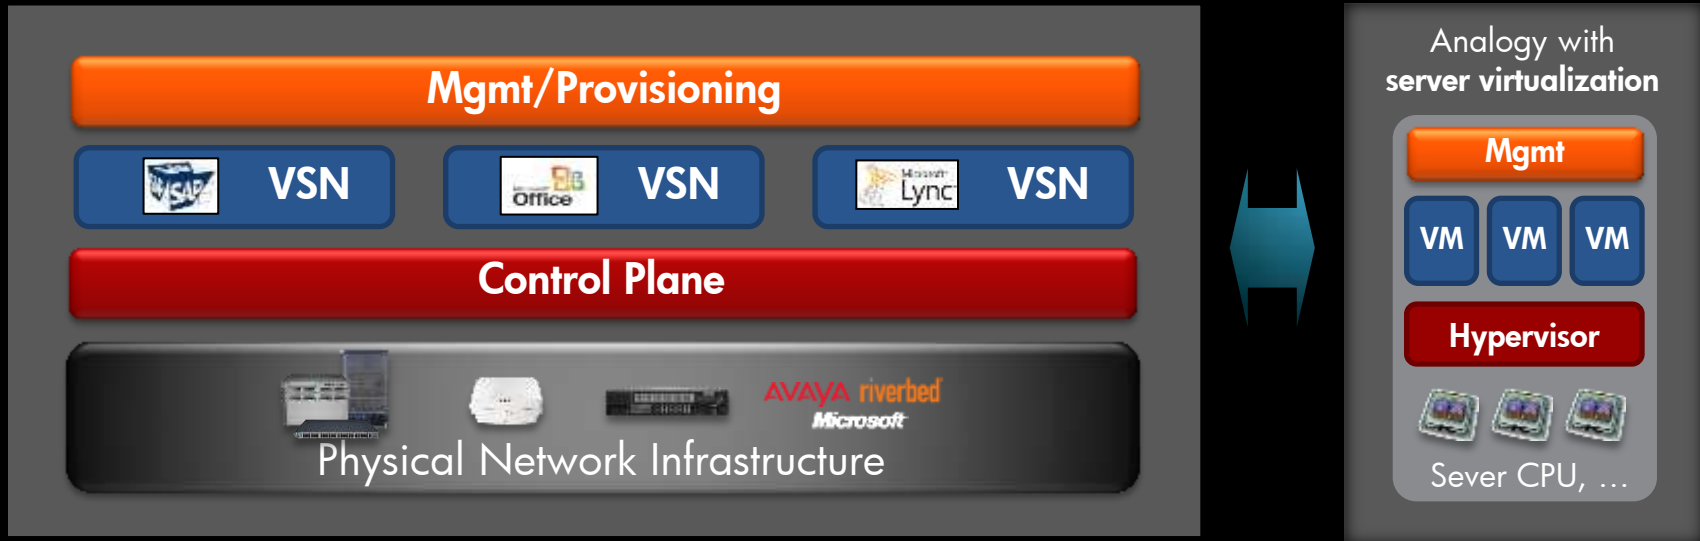 Mgmt/Provisioning
SAP VSN
Microsoft Office VSN
Microsoft Lync VSN
Control Plane
AVAYA riverbed
Microsoft
Physical Network Infrastructure
Analogy with
server virtualization
Mgmt
VM VM VM
Hypervisor
Sever CPU, ...